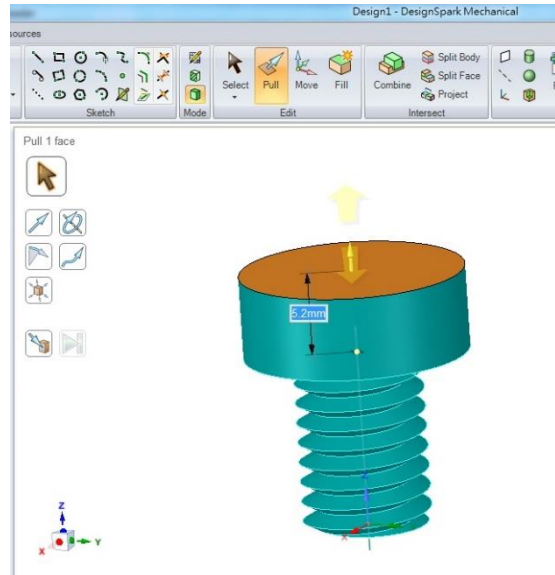 Design1 - DesignSpark Mechanical
sources
Select
Pull
Move
Fill
Combine
Split Body
Split Face
Project
Sketch
Mode
Edit
Intersect
Pull 1 face
5.2mm
Z
X
Y
Z
X